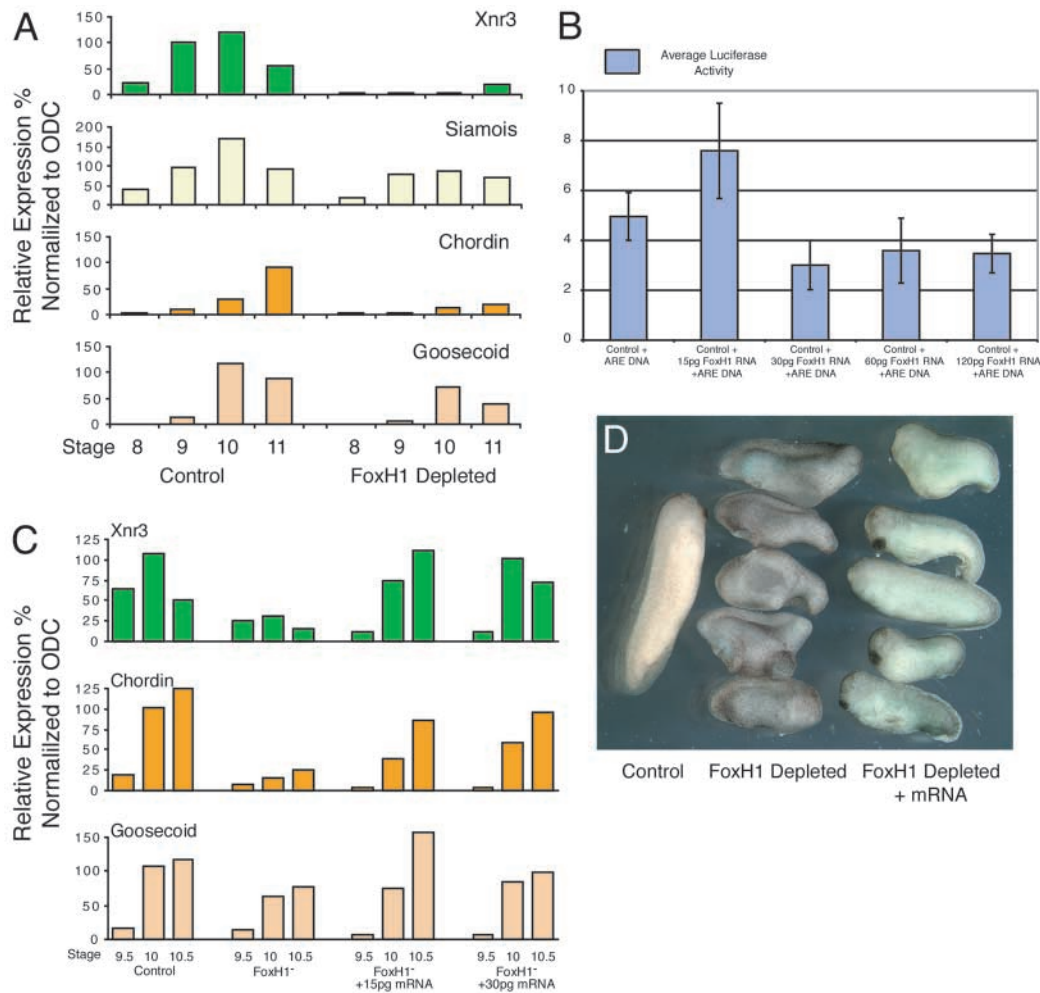 A
Relative Expression %
Normalilzed to ODC
Xnr3
150
100
50
0
Siamois
200
150
100
50
0
Chordin
150
100
50
0
Goosecoid
150
100
50
0
Stage 8 9 10 11 8 9 10 11
Control FoxH1 Depleted
B
Average Luciferase
Activity
10
8
6
4
2
0
Control +
ARE DNA
Control +
15pg FoxH1 RNA
+ARE DNA
Control +
30pg FoxH1 RNA
+ARE DNA
Control +
60pg FoxH1 RNA
+ARE DNA
Control +
120pg FoxH1 RNA
+ARE DNA
C
Relative Expression %
Normalilzed to ODC
Xnr3
125
100
75
50
25
0
Chordin
125
100
75
50
25
0
Goosecoid
150
100
50
0
Stage 9.5 10 10.5 9.5 10 10.5 9.5 10 10.5 9.5 10 10.5
Control
FoxH1-
FoxH1-
+15pg mRNA
FoxH1-
+30pg mRNA
D
Control
FoxH1 Depleted
FoxH1 Depleted
+ mRNA